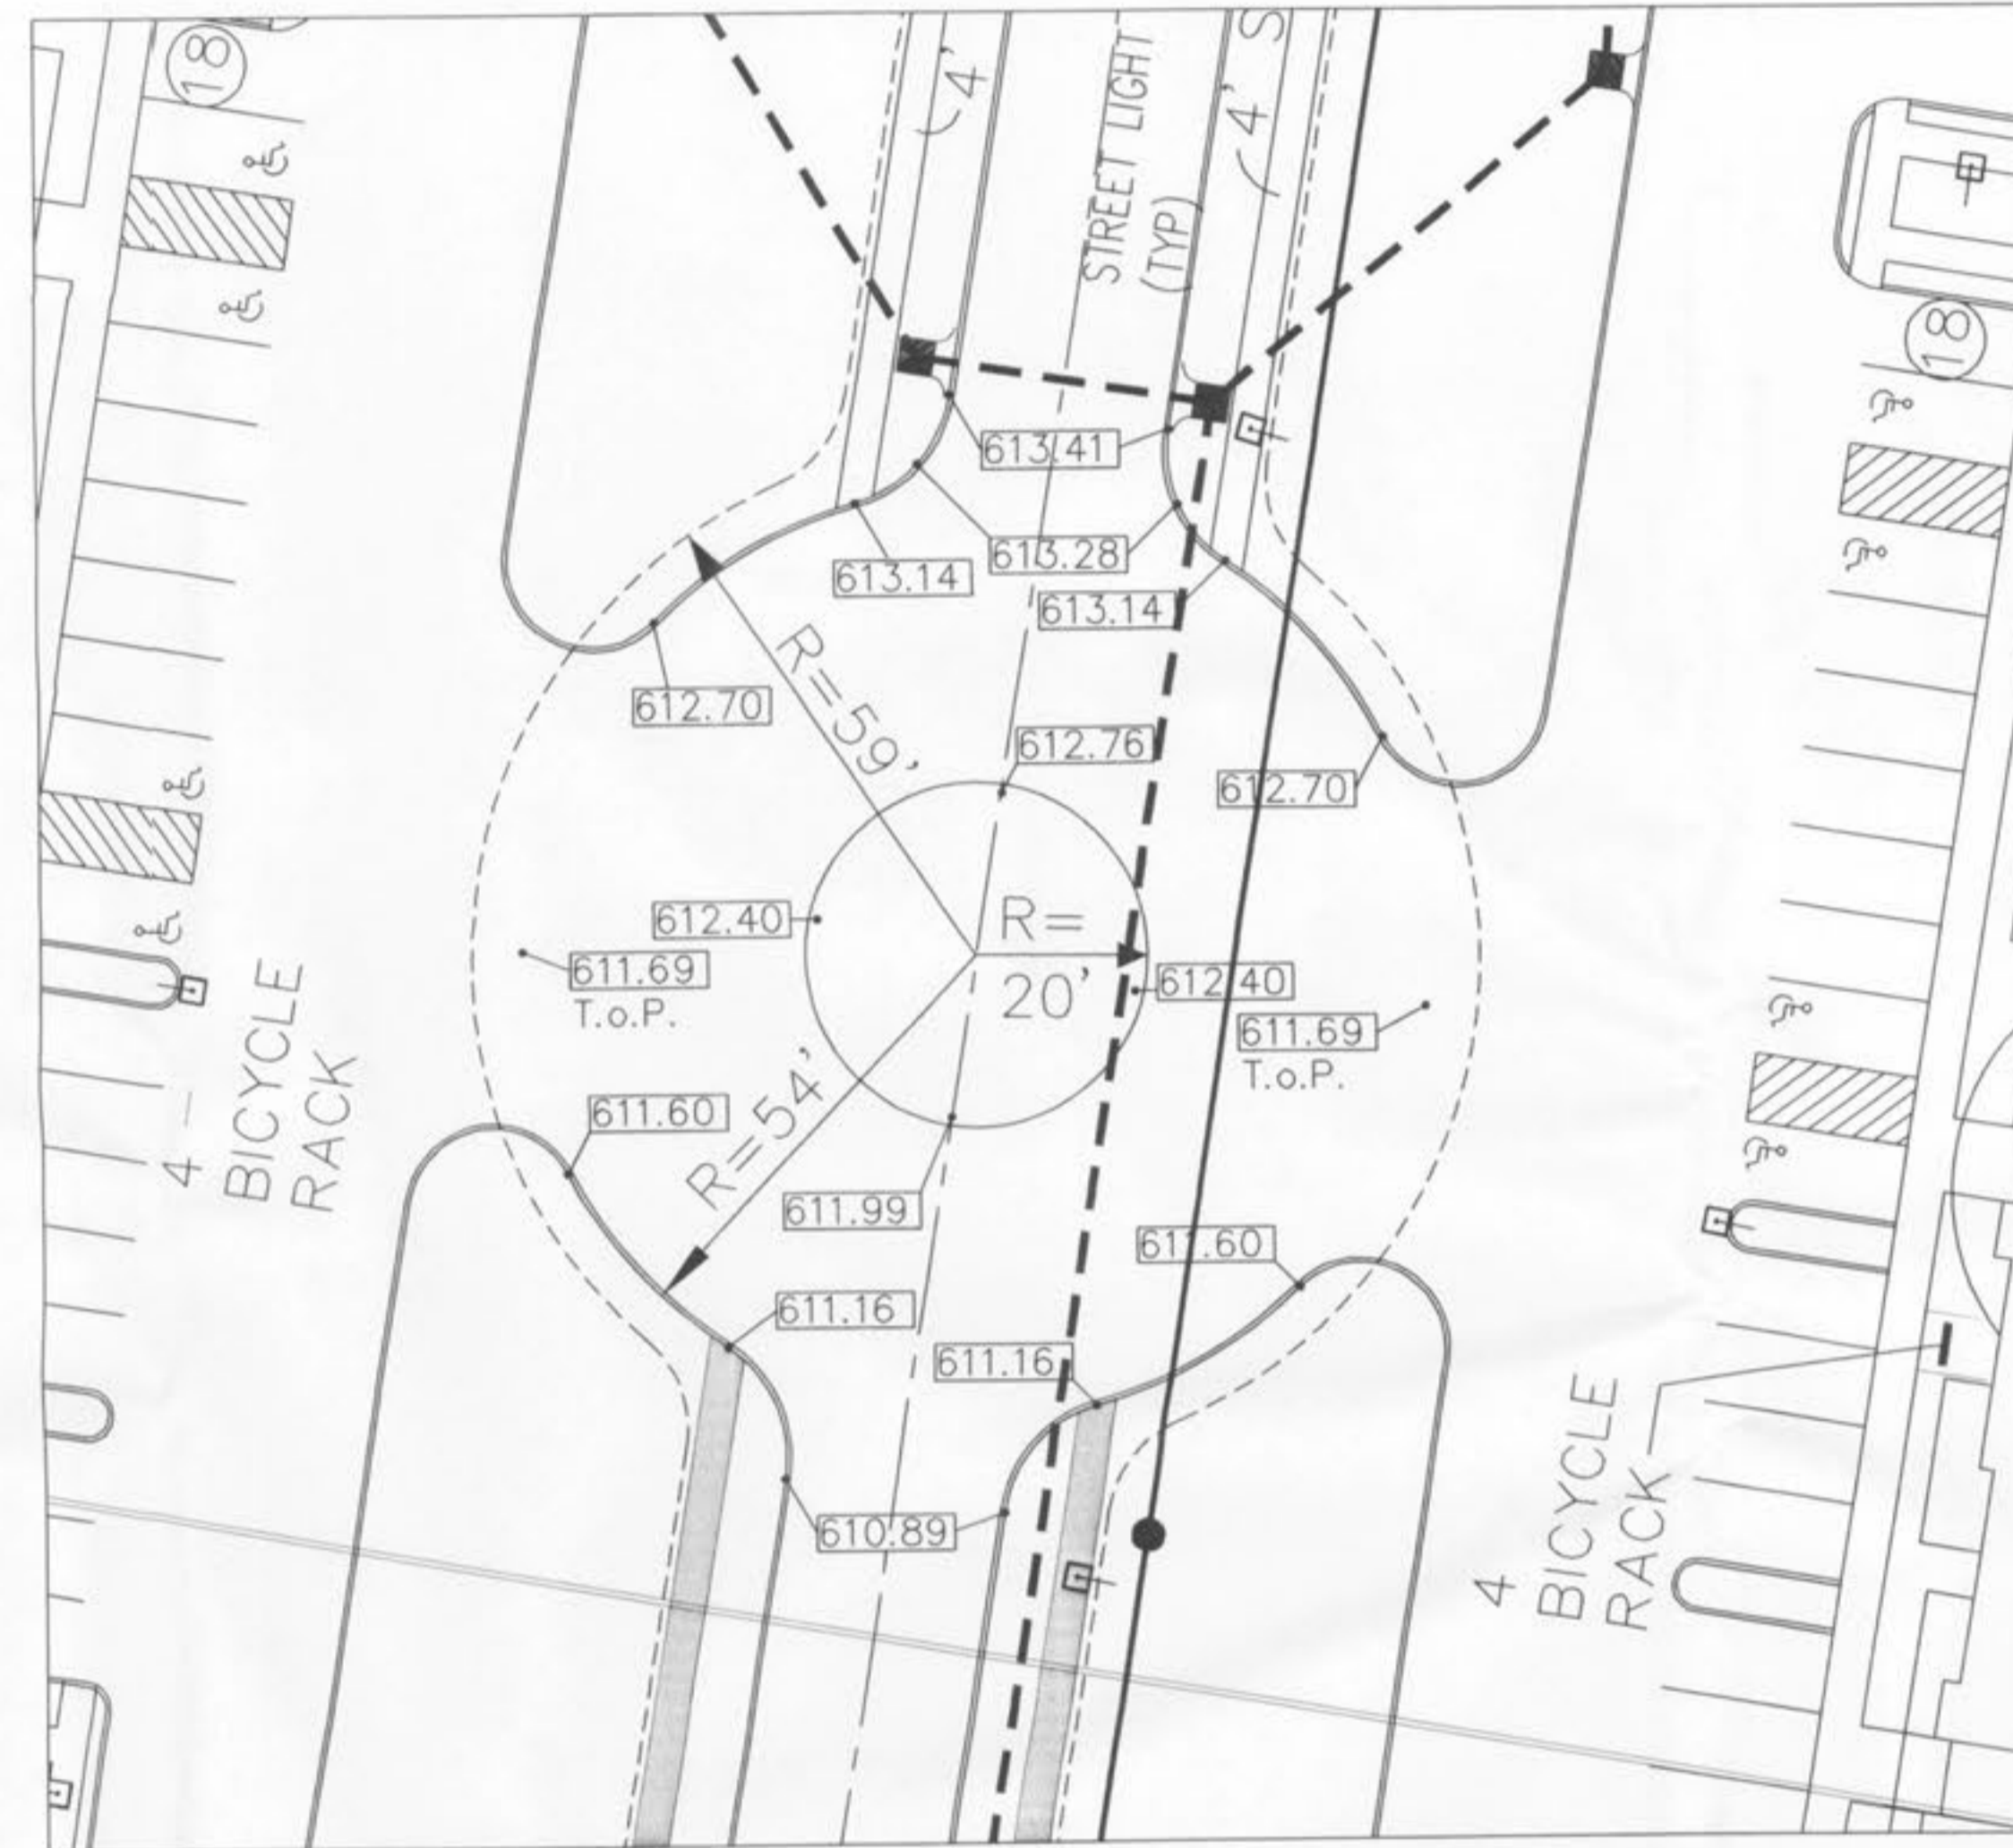 18
4'
STREET LIGHT
(TYP)
4' S
18
613.41
613.28
613.14
613.14
612.70
R=59'
612.76
612.70
612.40
R=
20'
611.69
T.o.P.
612.40
611.69
T.o.P.
611.60
R=54'
611.99
611.60
611.16
611.16
610.89
4
BICYCLE
RACK
4
BICYCLE
RACK